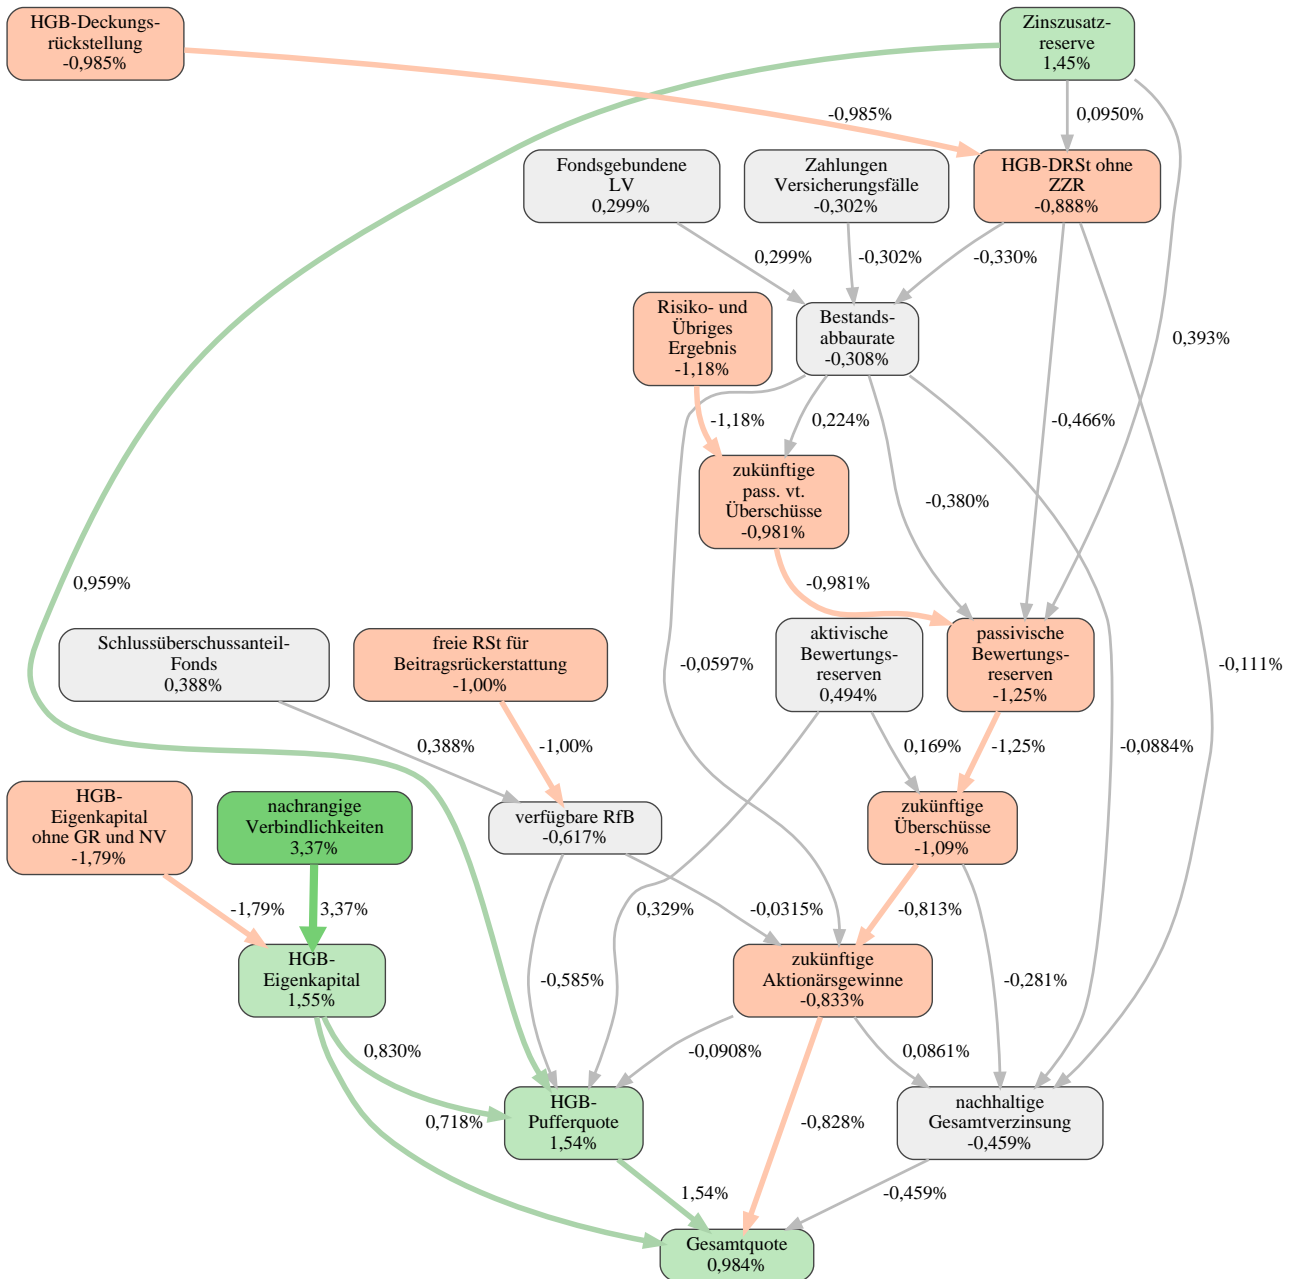 HGB-Deckungs-
rückstellung
-0,985%
Zinszusatz-
reserve
1,45%
-0,985%
0,0950%
Fondsgebundene
LV
0,299%
Zahlungen
Versicherungsfälle
-0,302%
HGB-DRSt ohne
ZZR
-0,888%
0,299%
-0,302%
-0,330%
Risiko- und
Übriges
Ergebnis
-1,18%
Bestands-
abbaurate
-0,308%
0,393%
-1,18%
0,224%
-0,466%
zukünftige
pass. vt.
Überschüsse
-0,981%
-0,380%
0,959%
-0,981%
Schlussüberschussanteil-
Fonds
0,388%
freie RSt für
Beitragsrückerstattung
-1,00%
-0,0597%
aktivische
Bewertungs-
reserven
0,494%
passivische
Bewertungs-
reserven
-1,25%
-0,111%
0,388%
-1,00%
0,169%
-1,25%
-0,0884%
HGB-
Eigenkapital
ohne GR und NV
-1,79%
nachrangige
Verbindlichkeiten
3,37%
verfügbare RfB
-0,617%
zukünftige
Überschüsse
-1,09%
-1,79%
3,37%
-0,0315%
0,329%
-0,813%
HGB-
Eigenkapital
1,55%
-0,585%
zukünftige
Aktionärsgewinne
-0,833%
-0,281%
0,830%
-0,0908%
0,0861%
0,718%
HGB-
Pufferquote
1,54%
-0,828%
nachhaltige
Gesamtverzinsung
-0,459%
1,54%
-0,459%
Gesamtquote
0,984%